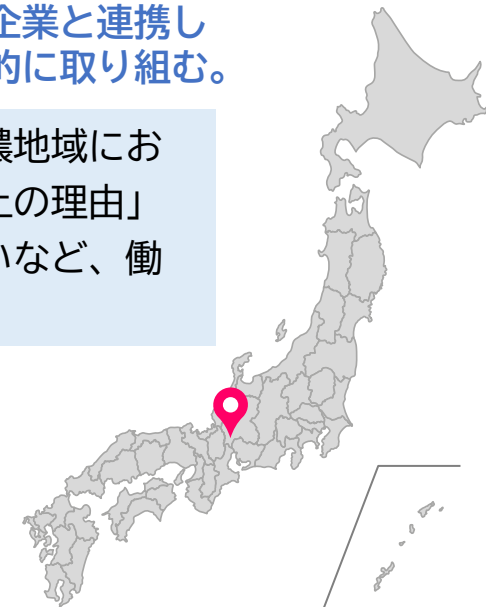 企業と連携し
的に取り組む。
農地域にお
上の理由」
いなど、働